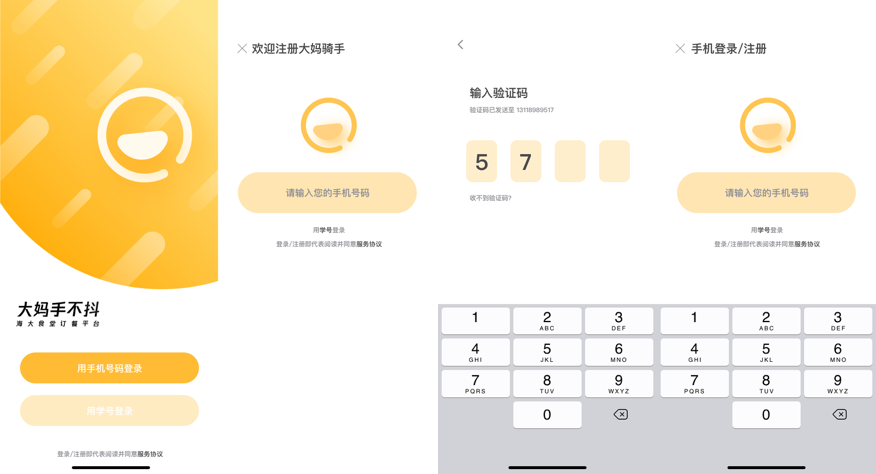 大妈手不抖
海大食堂订餐平台
用手机号码登录
用学号登录
登录/注册即代表阅读并同意服务协议
欢迎注册大妈骑手
请输入您的手机号码
用学号登录
登录/注册即代表阅读并同意服务协议
输入验证码
验证码已发送至 13118989517
5 7
收不到验证码?
1
2 ABC
3 DEF
4 GHI
5 JKL
6 MNO
7 PQRS
8 TUV
9 WXYZ
0
手机登录/注册
请输入您的手机号码
用学号登录
登录/注册即代表阅读并同意服务协议
1
2 ABC
3 DEF
4 GHI
5 JKL
6 MNO
7 PQRS
8 TUV
9 WXYZ
0